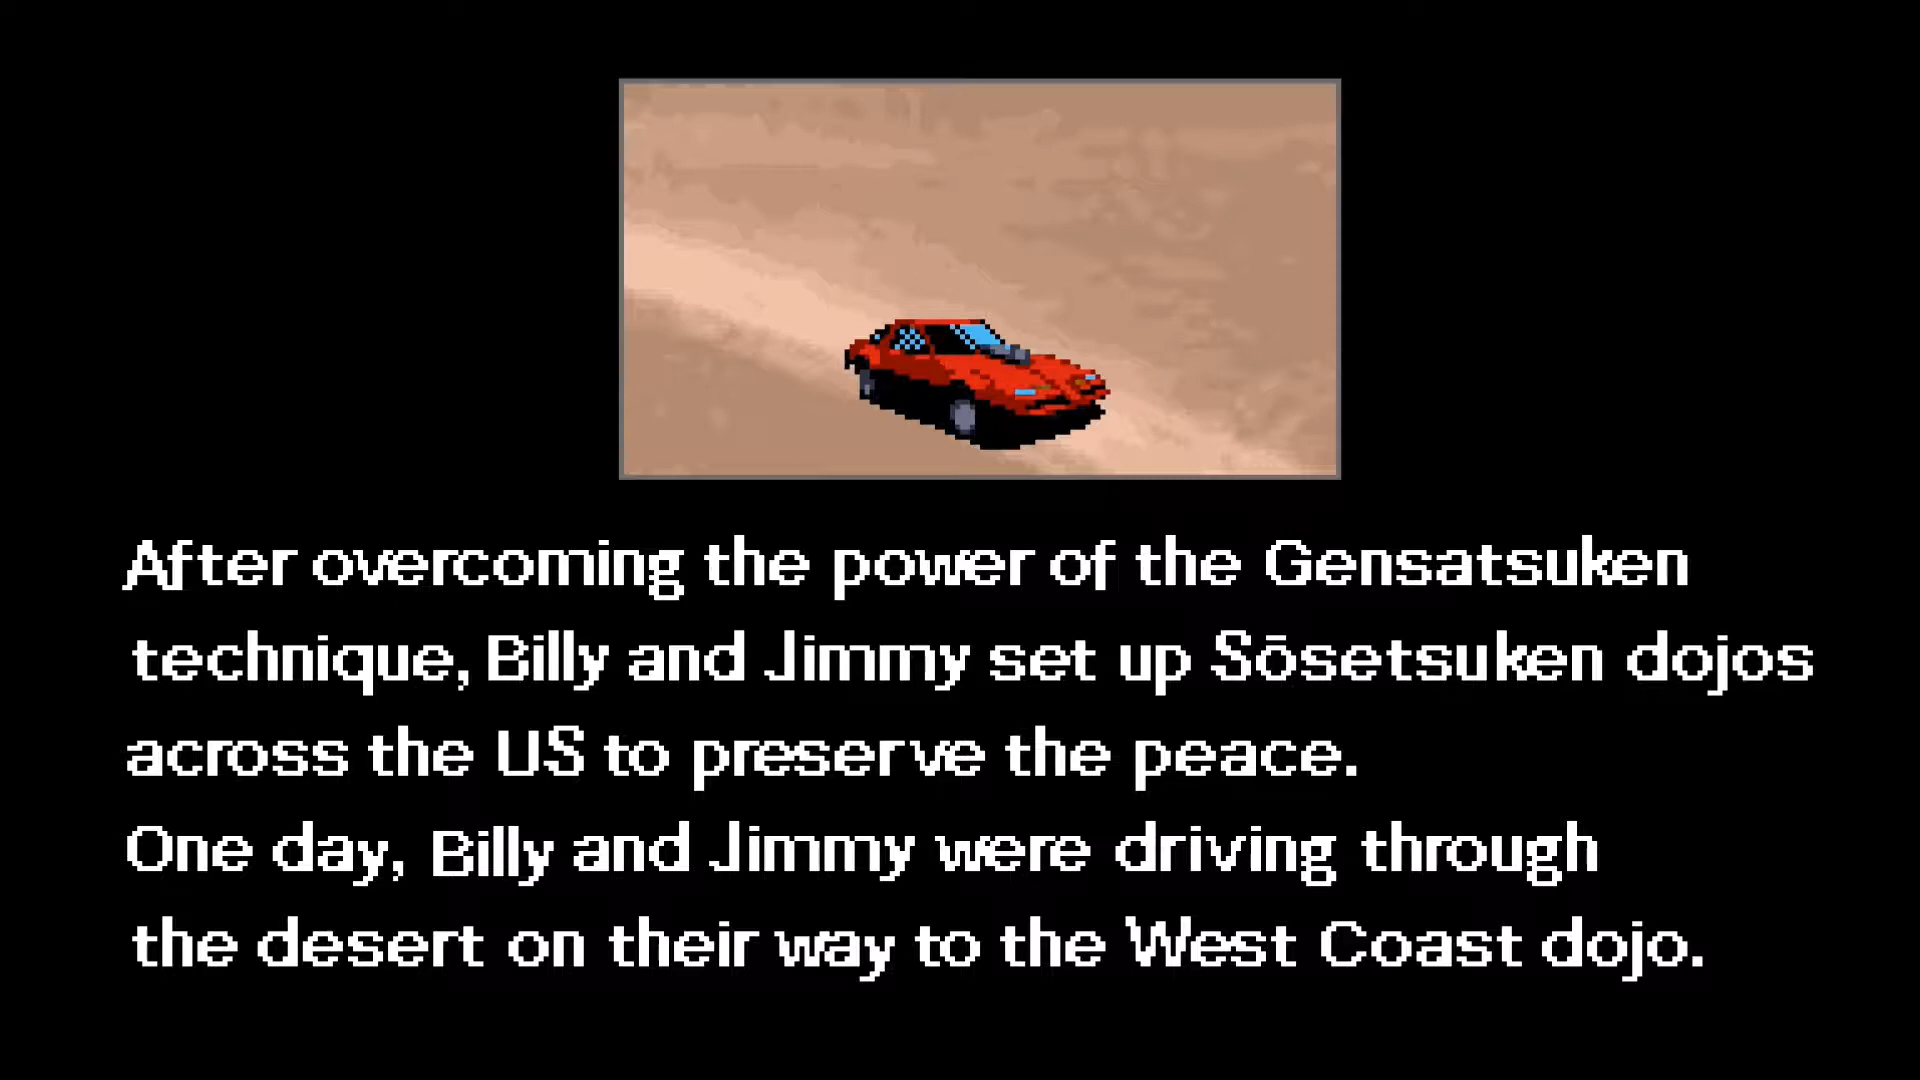 After overcoming the power of the Gensatsuken
technique, Billy and Jimmy set up Sōsetsuken dojos
across the US to preserve the peace.
One day, Billy and Jimmy were driving through
the desert on their way to the West Coast dojo.